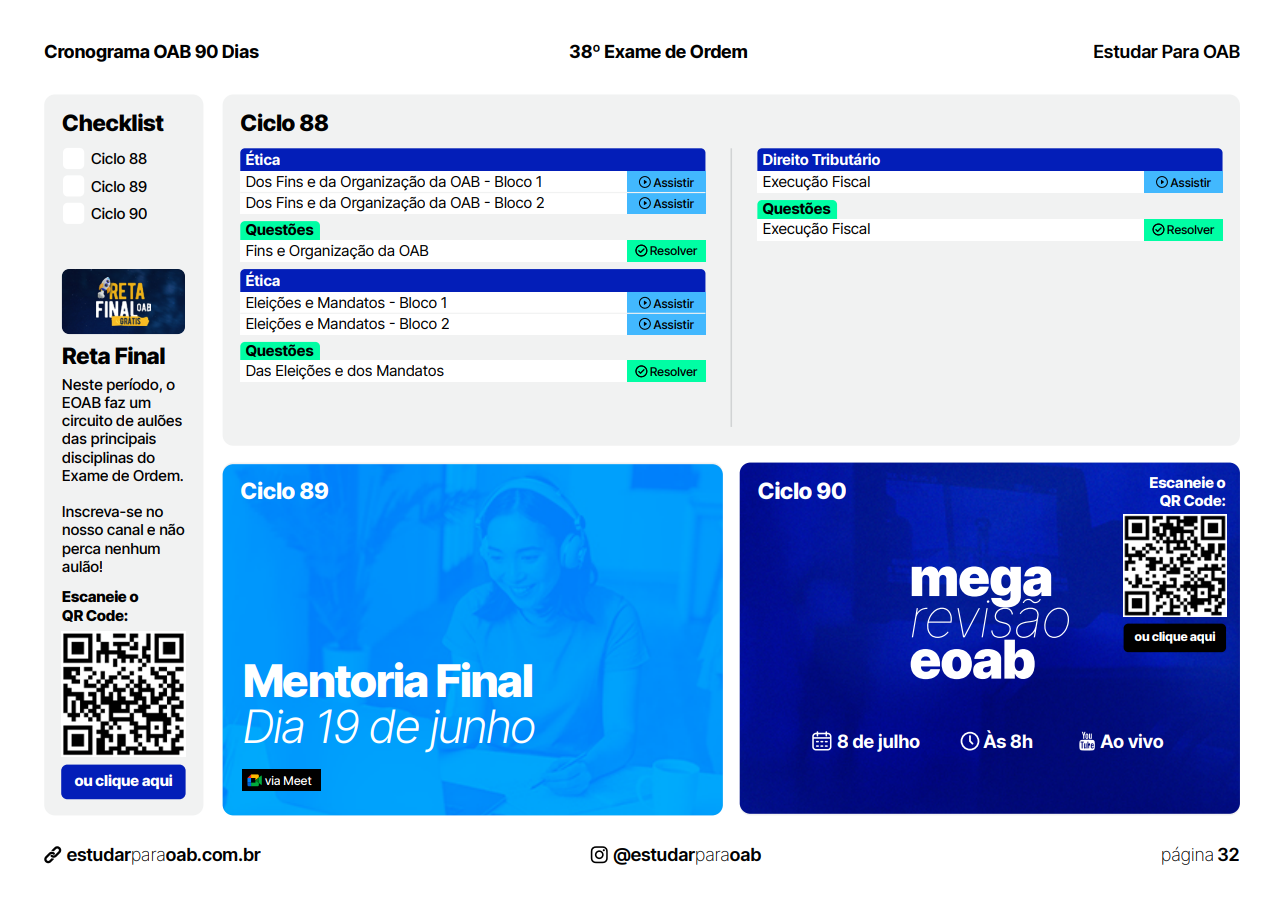 Cronograma OAB 90 Dias
38º Exame de Ordem
Estudar Para OAB
Checklist
Ciclo 88
Ciclo 89
Ciclo 90
RETA
FINAL OAB
GRÁTIS
Reta Final
Neste período, o
EOAB faz um
circuito de aulões
das principais
disciplinas do
Exame de Ordem.
Inscreva-se no
nosso canal e não
perca nenhum
aulão!
Escaneie o
QR Code:
ou clique aqui
Ciclo 88
Ética
Dos Fins e da Organização da OAB - Bloco 1 Assistir
Dos Fins e da Organização da OAB - Bloco 2 Assistir
Questões
Fins e Organização da OAB Resolver
Ética
Eleições e Mandatos - Bloco 1 Assistir
Eleições e Mandatos - Bloco 2 Assistir
Questões
Das Eleições e dos Mandatos Resolver
Direito Tributário
Execução Fiscal Assistir
Questões
Execução Fiscal Resolver
Ciclo 89
Mentoria Final
Dia 19 de junho
via Meet
Ciclo 90
Escaneie o
QR Code:
ou clique aqui
mega
revisão
eoab
8 de julho
Às 8h
You
Tube
Ao vivo
estudarparaoab.com.br
@estudarparaoab
página 32